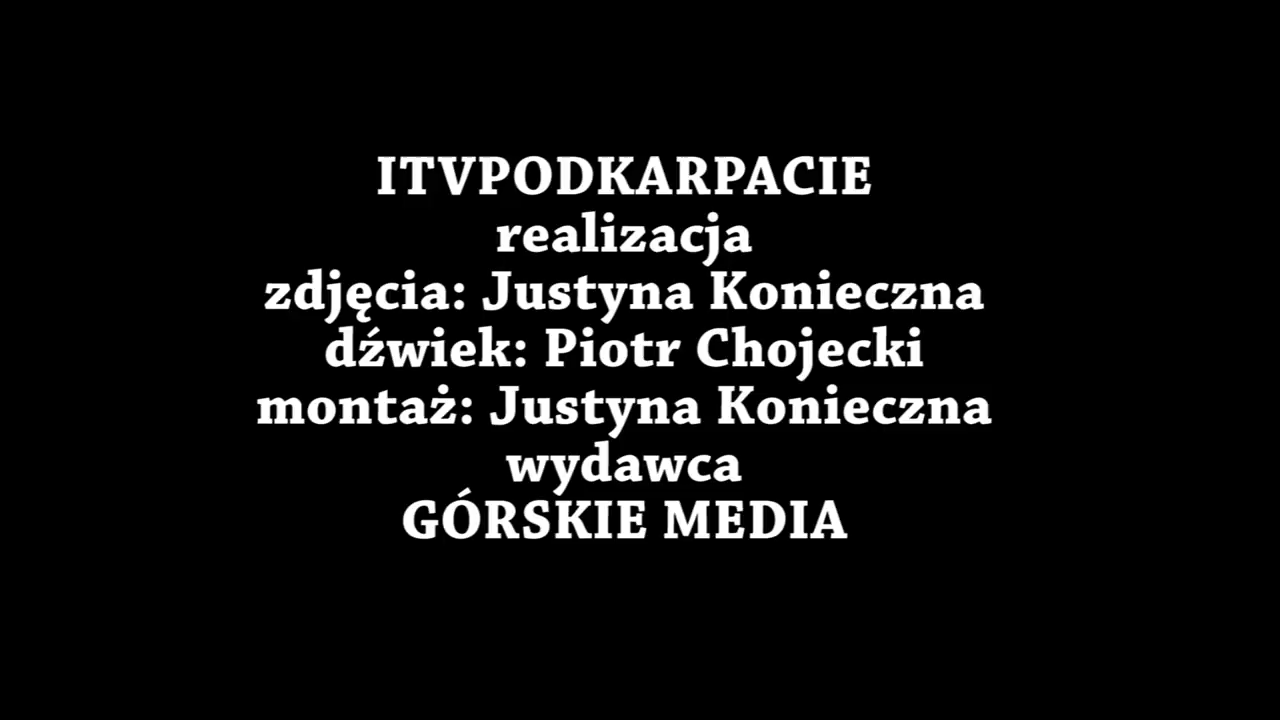 ITVPODKARPACIE
realizacja
zdjęcia: Justyna Konieczna
dźwiek: Piotr Chojecki
montaż: Justyna Konieczna
wydawca
GÓRSKIE MEDIA